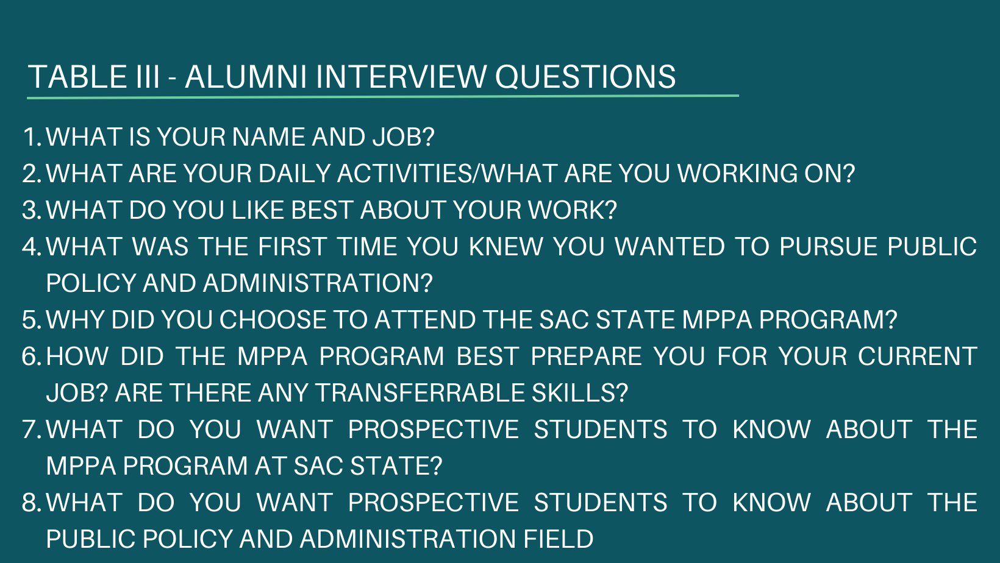 TABLE III - ALUMNI INTERVIEW QUESTIONS
1. WHAT IS YOUR NAME AND JOB?
2. WHAT ARE YOUR DAILY ACTIVITIES/WHAT ARE YOU WORKING ON?
3. WHAT DO YOU LIKE BEST ABOUT YOUR WORK?
4. WHAT WAS THE FIRST TIME YOU KNEW YOU WANTED TO PURSUE PUBLIC
POLICY AND ADMINISTRATION?
5. WHY DID YOU CHOOSE TO ATTEND THE SAC STATE MPPA PROGRAM?
6. HOW DID THE MPPA PROGRAM BEST PREPARE YOU FOR YOUR CURRENT
JOB? ARE THERE ANY TRANSFERRABLE SKILLS?
7. WHAT DO YOU WANT PROSPECTIVE STUDENTS TO KNOW ABOUT THE
MPPA PROGRAM AT SAC STATE?
8. WHAT DO YOU WANT PROSPECTIVE STUDENTS TO KNOW ABOUT THE
PUBLIC POLICY AND ADMINISTRATION FIELD